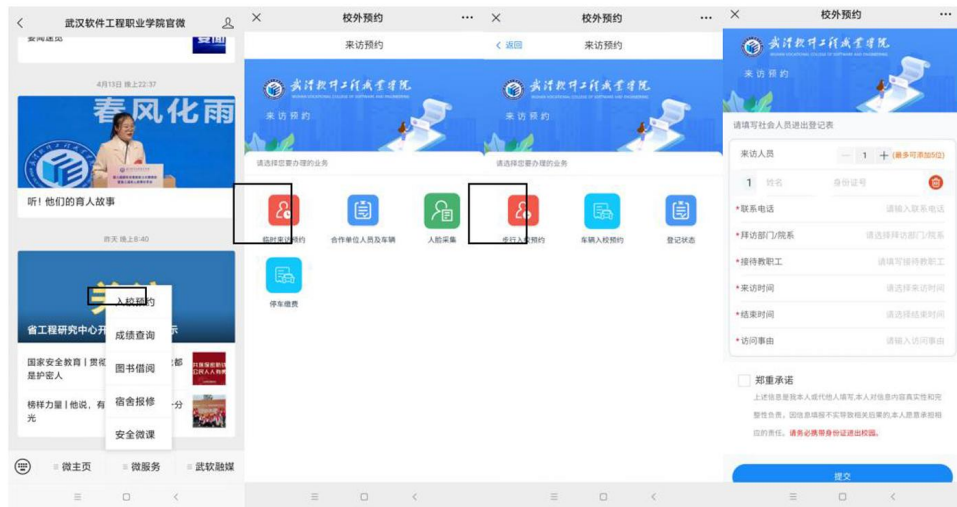 武汉软件工程职业学院官微
要闻速览
4月13日 晚上22:37
春风化雨
听! 他们的育人故事
昨天 晚上8:40
入校预约
省工程研究中心
示
成绩查询
国家安全教育 | 贯彻
都
是护密人
图书借阅
榜样力量 | 他说，有
一分
光
宿舍报修
安全微课
微主页
微服务
武软融媒
校外预约
来访预约
武汉软件工程职业学院
来访预约
请选择您要办理的业务
临时来访预约
合作单位人员及车辆
人脸采集
停车缴费
校外预约
返回
来访预约
武汉软件工程职业学院
来访预约
请选择您要办理的业务
步行入校预约
车辆入校预约
登记状态
校外预约
武汉软件工程职业学院
来访预约
请填写社会人员进出登记表
来访人员
1
(最多可添加5位)
1 姓名 身份证号
*联系电话 请输入联系电话
*拜访部门/院系 请选择拜访部门/院系
*接待教职工 请填写接待教职工
*来访时间 请选择来访时间
*结束时间 请选择结束时间
*访问事由 请输入访问事由
郑重承诺
上述信息是我本人或代他人填写,本人对信息内容真实性和完
整性负责。因信息填报不实导致相关后果的,本人愿意承担相
应的责任。请务必携带身份证进出校园。
提交